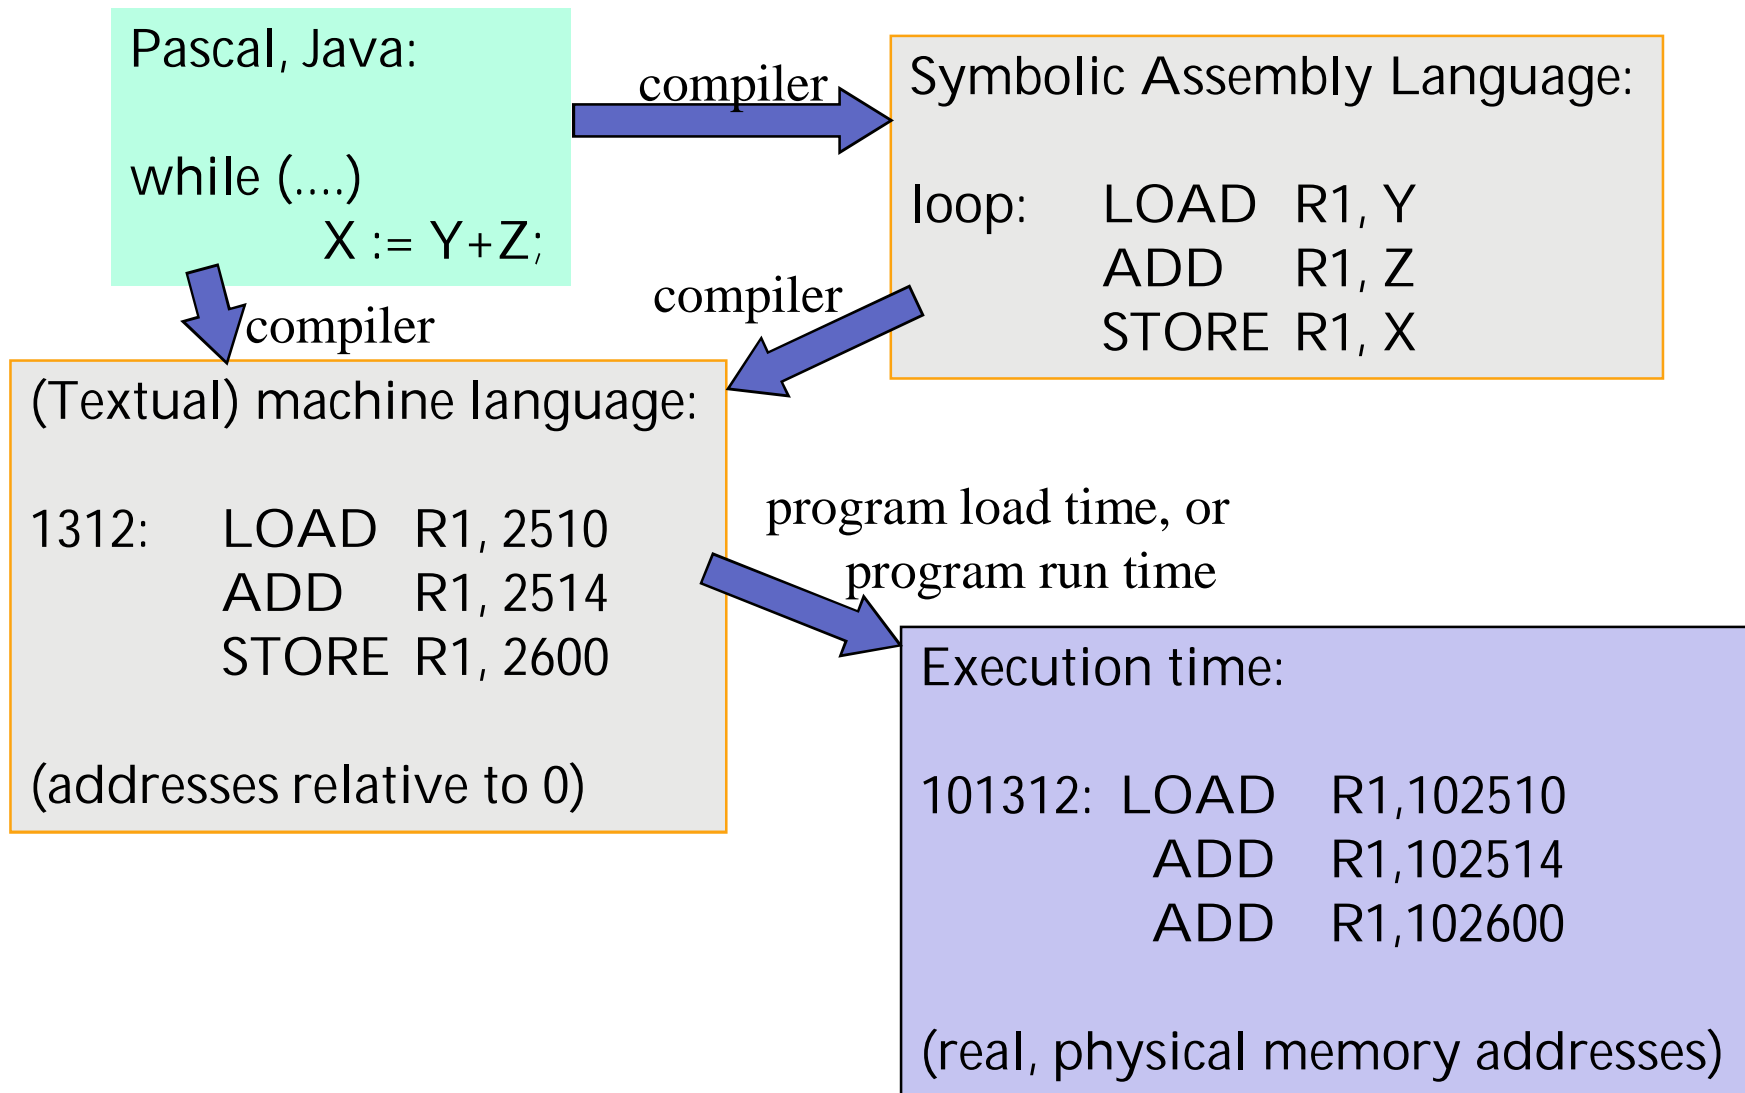 Pascal, Java:
while (....)
X := Y+Z;
compiler
Symbolic Assembly Language:
loop: LOAD R1, Y
ADD R1, Z
STORE R1, X
compiler
compiler
(Textual) machine language:
1312: LOAD R1, 2510
ADD R1, 2514
STORE R1, 2600
(addresses relative to 0)
program load time, or
program run time
Execution time:
101312: LOAD R1,102510
ADD R1,102514
ADD R1,102600
(real, physical memory addresses)